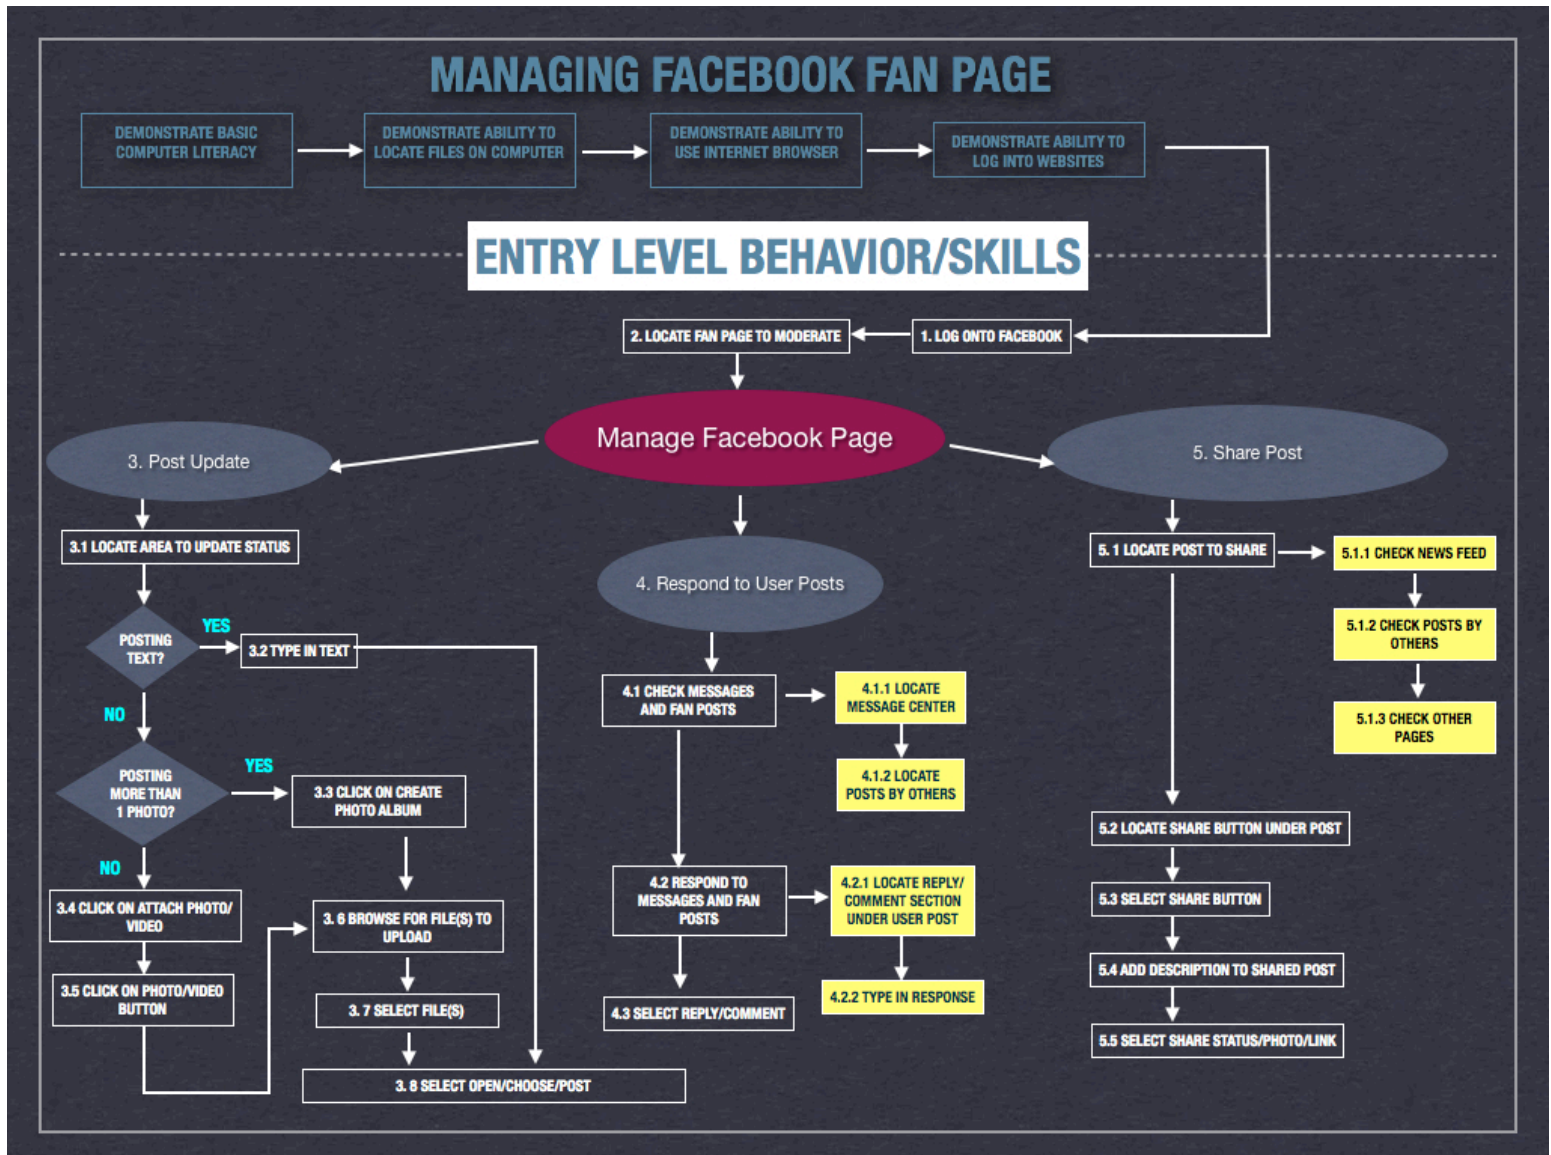 MANAGING FACEBOOK FAN PAGE
DEMONSTRATE BASIC
COMPUTER LITERACY
DEMONSTRATE ABILITY TO
LOCATE FILES ON COMPUTER
DEMONSTRATE ABILITY TO
USE INTERNET BROWSER
DEMONSTRATE ABILITY TO
LOG INTO WEBSITES
ENTRY LEVEL BEHAVIOR/SKILLS
1. LOG ONTO FACEBOOK
2. LOCATE FAN PAGE TO MODERATE
Manage Facebook Page
3. Post Update
3.1 LOCATE AREA TO UPDATE STATUS
POSTING
TEXT?
YES
3.2 TYPE IN TEXT
NO
POSTING
MORE THAN
1 PHOTO?
YES
3.3 CLICK ON CREATE
PHOTO ALBUM
NO
3.4 CLICK ON ATTACH PHOTO/
VIDEO
3.5 CLICK ON PHOTO/VIDEO
BUTTON
3. 6 BROWSE FOR FILE(S) TO
UPLOAD
3. 7 SELECT FILE(S)
3. 8 SELECT OPEN/CHOOSE/POST
4. Respond to User Posts
4.1 CHECK MESSAGES
AND FAN POSTS
4.1.1 LOCATE
MESSAGE CENTER
4.1.2 LOCATE
POSTS BY OTHERS
4.2 RESPOND TO
MESSAGES AND FAN
POSTS
4.2.1 LOCATE REPLY/
COMMENT SECTION
UNDER USER POST
4.2.2 TYPE IN RESPONSE
4.3 SELECT REPLY/COMMENT
5. Share Post
5. 1 LOCATE POST TO SHARE
5.1.1 CHECK NEWS FEED
5.1.2 CHECK POSTS BY
OTHERS
5.1.3 CHECK OTHER
PAGES
5.2 LOCATE SHARE BUTTON UNDER POST
5.3 SELECT SHARE BUTTON
5.4 ADD DESCRIPTION TO SHARED POST
5.5 SELECT SHARE STATUS/PHOTO/LINK